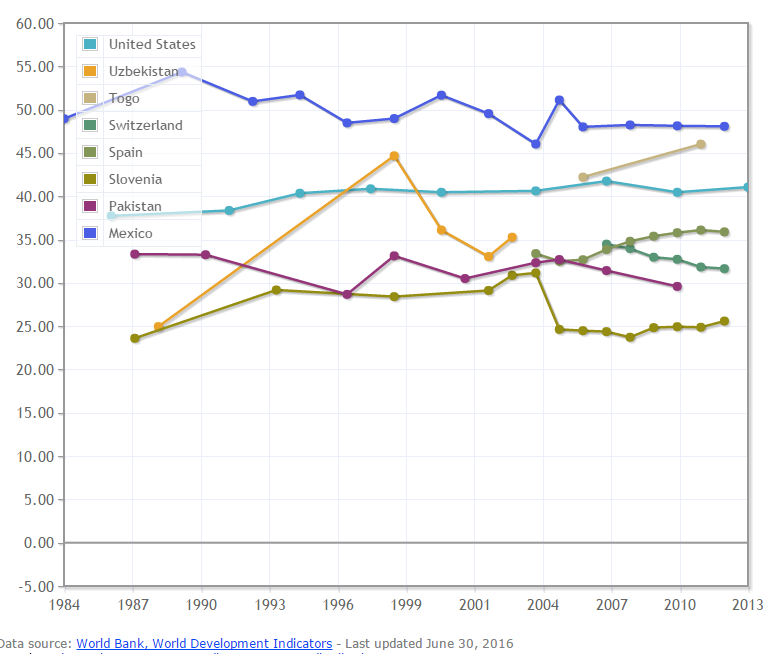 60.00
55.00
50.00
45.00
40.00
35.00
30.00
25.00
20.00
15.00
10.00
5.00
0.00
-5.00
United States
Uzbekistan
Togo
Switzerland
Spain
Slovenia
Pakistan
Mexico
1984 1987 1990 1993 1996 1999 2001 2004 2007 2010 2013
Data source: World Bank, World Development Indicators - Last updated June 30, 2016